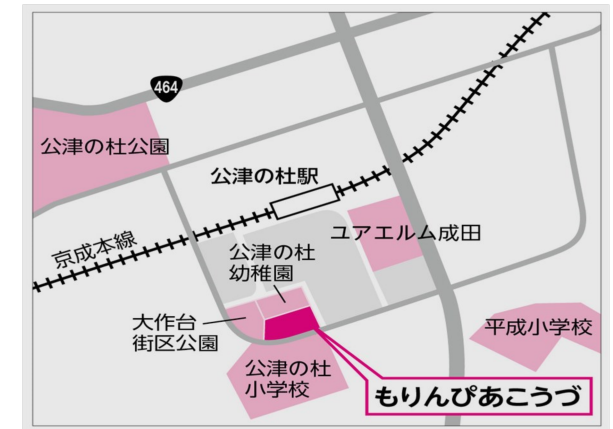 464
公津の杜公園
公津の杜駅
京成本線
ユアエルム成田
公津の杜
幼稚園
大作台
街区公園
平成小学校
公津の杜
小学校
もりんぴあこうづ